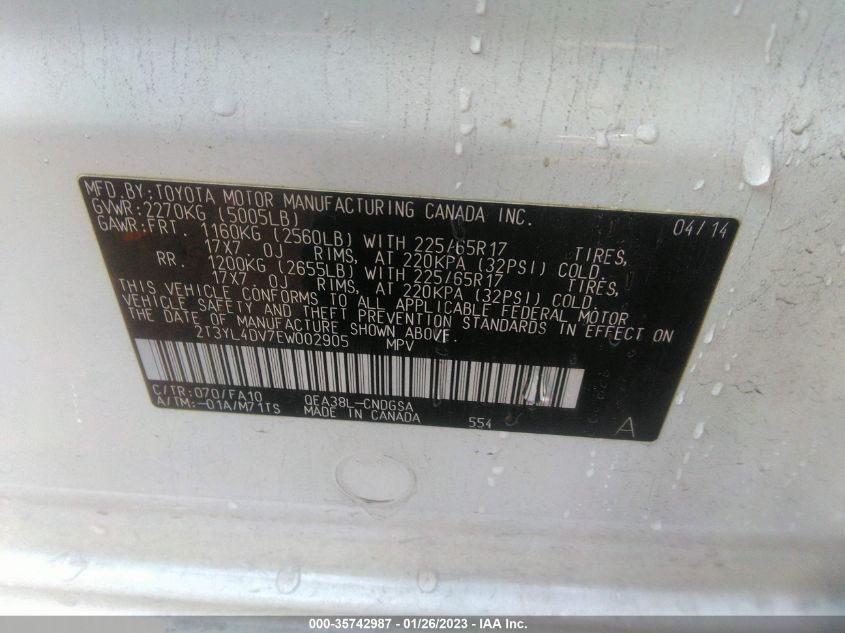 MFD.BY:TOYOTA MOTOR MANUFACTURING CANADA INC. 04/14
GVWR:2270KG (5005LB)
GAWR:FRT. 1160KG (2560LB) WITH 225/65R17 TIRES,
17X7.0J RIMS, AT 220KPA (32PSI) COLD.
RR. 1200KG (2655LB) WITH 225/65R17 TIRES,
17X7.0J RIMS, AT 220KPA (32PSI) COLD.
THIS VEHICLE CONFORMS TO ALL APPLICABLE FEDERAL MOTOR
VEHICLE SAFETY AND THEFT PREVENTION STANDARDS IN EFFECT ON
THE DATE OF MANUFACTURE SHOWN ABOVE.
2T3YL4DV7EW002905 MPV
C/TR:070/FA10 QEA38L-CNDGSA
A/TM:-01A/M71TS MADE IN CANADA 554 A
000-35742987 - 01/26/2023 - IAA Inc.